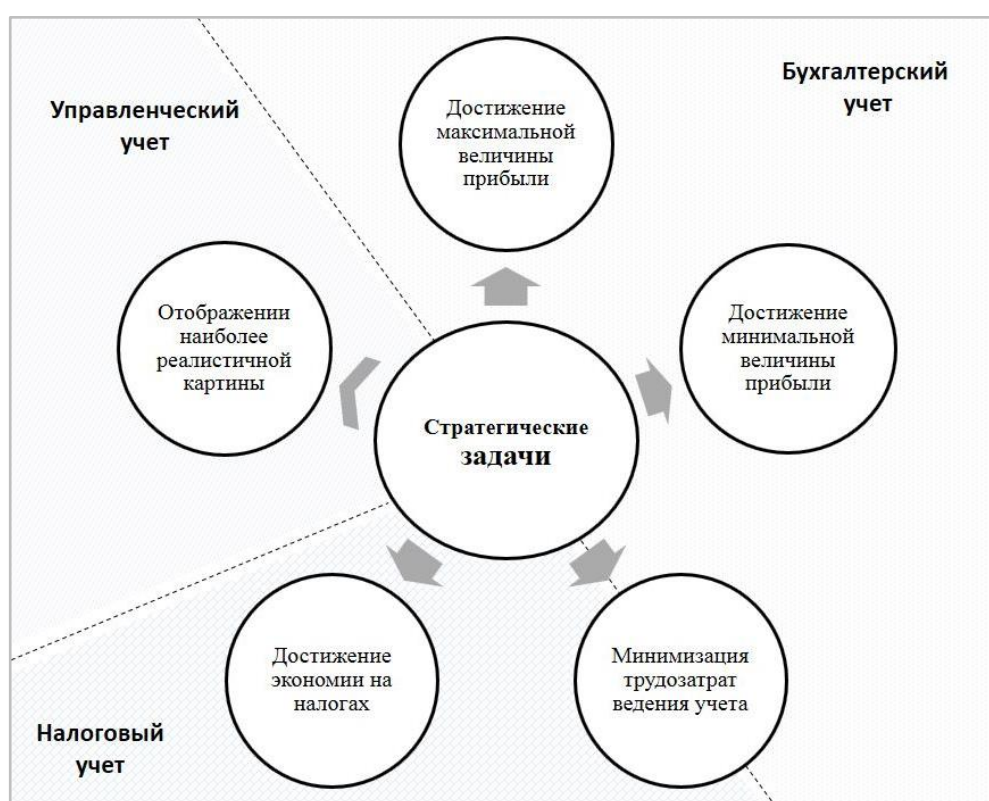 Управленческий
учет
Бухгалтерский
учет
Достижение
максимальной
величины
прибыли
Отображении
наиболее
реалистичной
картины
Достижение
минимальной
величины
прибыли
Стратегические
задачи
Достижение
экономии на
налогах
Минимизация
трудозатрат
ведения учета
Налоговый
учет